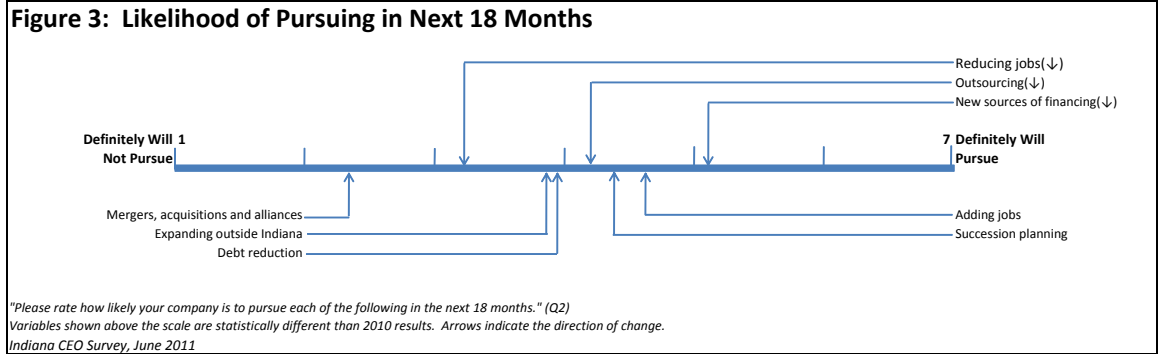 Figure 3:  Likelihood of Pursuing in Next 18 Months
Reducing jobs(↓)
Outsourcing(↓)
New sources of financing(↓)
Definitely Will 1
Not Pursue
7 Definitely Will
Pursue
Mergers, acquisitions and alliances
Expanding outside Indiana
Debt reduction
Adding jobs
Succession planning
"Please rate how likely your company is to pursue each of the following in the next 18 months." (Q2)
Variables shown above the scale are statistically different than 2010 results.  Arrows indicate the direction of change.
Indiana CEO Survey, June 2011